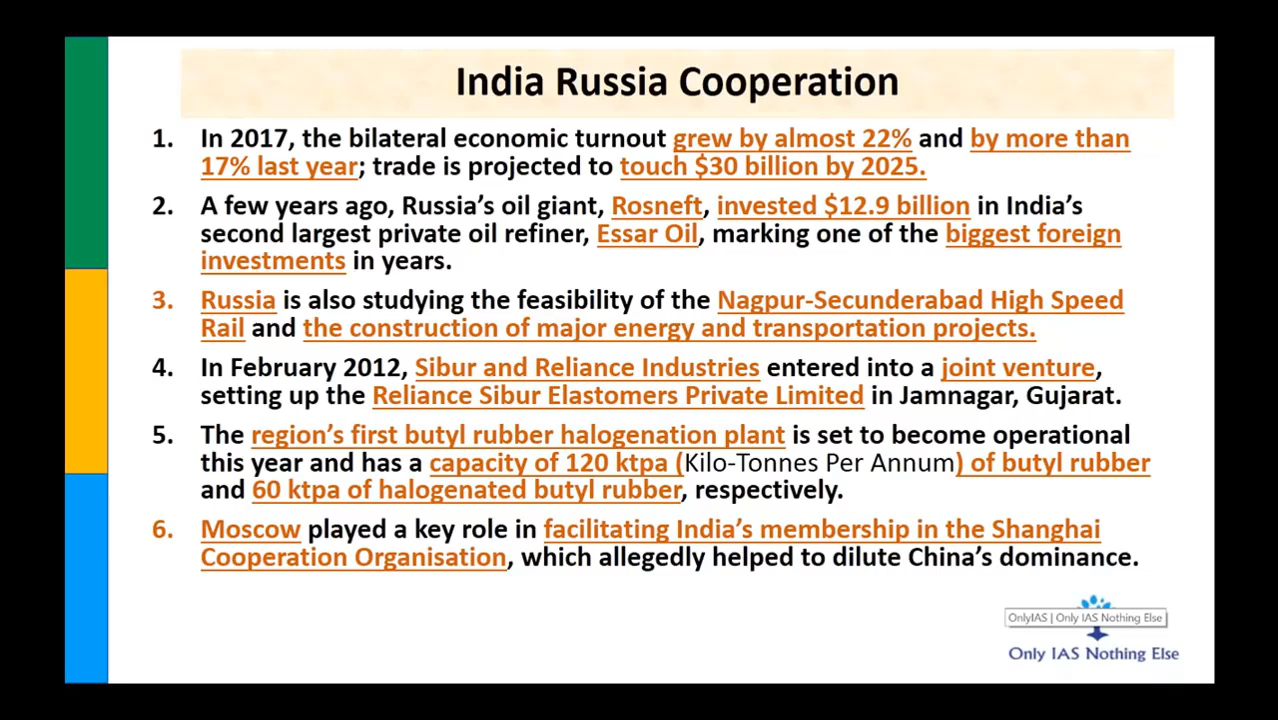 India Russia Cooperation
1. In 2017, the bilateral economic turnout grew by almost 22% and by more than
17% last year; trade is projected to touch $30 billion by 2025.
2. A few years ago, Russia’s oil giant, Rosneft, invested $12.9 billion in India’s
second largest private oil refiner, Essar Oil, marking one of the biggest foreign
investments in years.
3. Russia is also studying the feasibility of the Nagpur-Secunderabad High Speed
Rail and the construction of major energy and transportation projects.
4. In February 2012, Sibur and Reliance Industries entered into a joint venture,
setting up the Reliance Sibur Elastomers Private Limited in Jamnagar, Gujarat.
5. The region’s first butyl rubber halogenation plant is set to become operational
this year and has a capacity of 120 ktpa (Kilo-Tonnes Per Annum) of butyl rubber
and 60 ktpa of halogenated butyl rubber, respectively.
6. Moscow played a key role in facilitating India’s membership in the Shanghai
Cooperation Organisation, which allegedly helped to dilute China’s dominance.
OnlyIAS | Only IAS Nothing Else
Only IAS Nothing Else